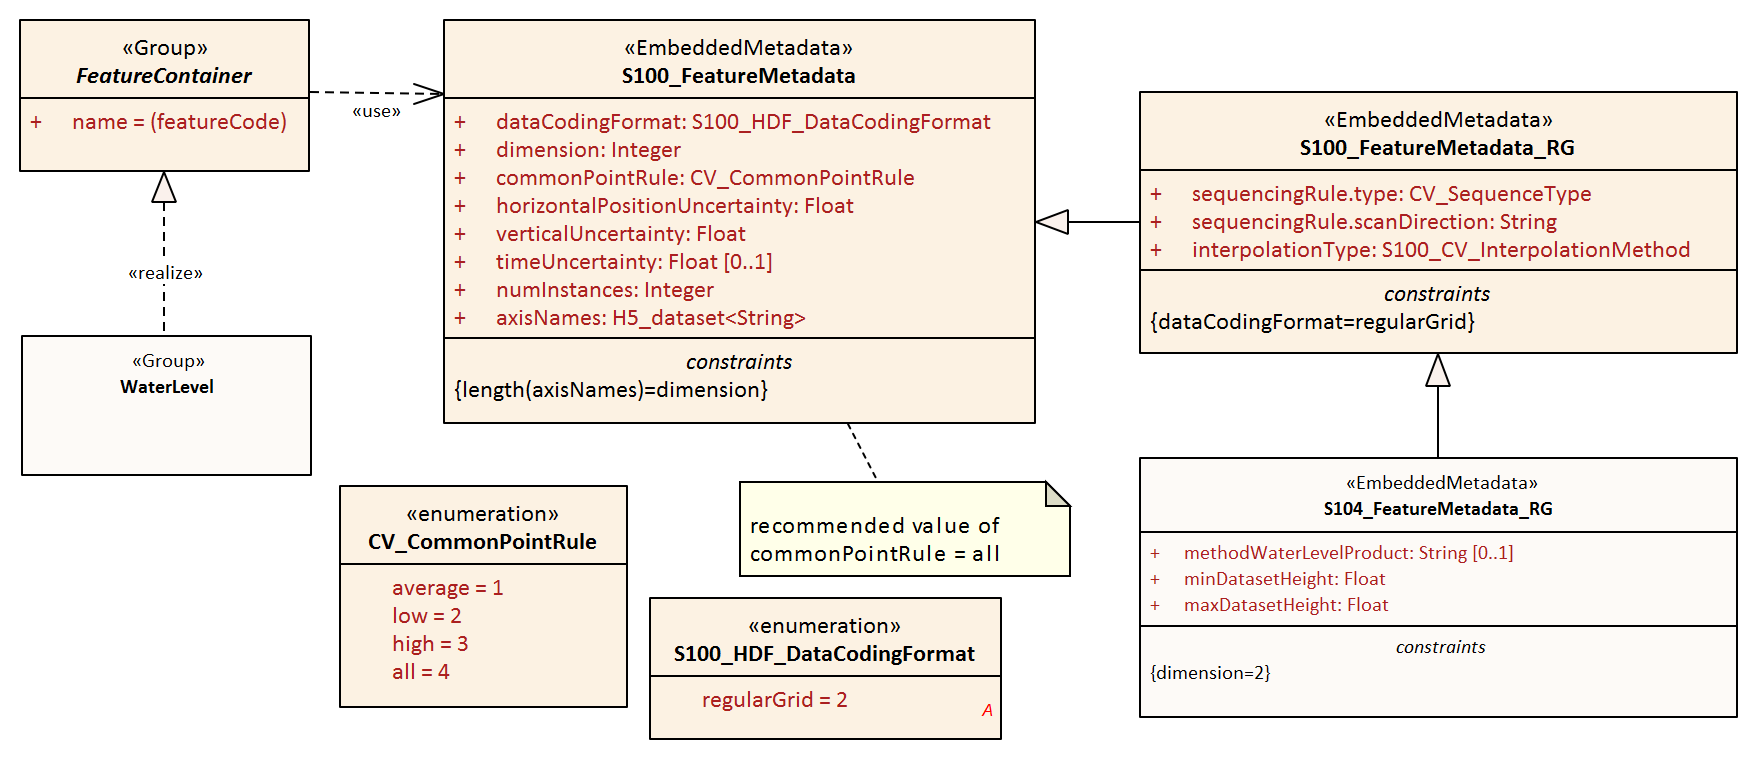 «Group»
FeatureContainer
+ name = (featureCode)
«use»
«EmbeddedMetadata»
S100_FeatureMetadata
+ dataCodingFormat: S100_HDF_DataCodingFormat
+ dimension: Integer
+ commonPointRule: CV_CommonPointRule
+ horizontalPositionUncertainty: Float
+ verticalUncertainty: Float
+ timeUncertainty: Float [0..1]
+ numInstances: Integer
+ axisNames: H5_dataset<String>
constraints
{length(axisNames)=dimension}
«EmbeddedMetadata»
S100_FeatureMetadata_RG
+ sequencingRule.type: CV_SequenceType
+ sequencingRule.scanDirection: String
+ interpolationType: S100_CV_InterpolationMethod
constraints
{dataCodingFormat=regularGrid}
«realize»
«Group»
WaterLevel
«enumeration»
CV_CommonPointRule
average = 1
low = 2
high = 3
all = 4
recommended value of
commonPointRule = all
«enumeration»
S100_HDF_DataCodingFormat
regularGrid = 2
A
«EmbeddedMetadata»
S104_FeatureMetadata_RG
+ methodWaterLevelProduct: String [0..1]
+ minDatasetHeight: Float
+ maxDatasetHeight: Float
constraints
{dimension=2}